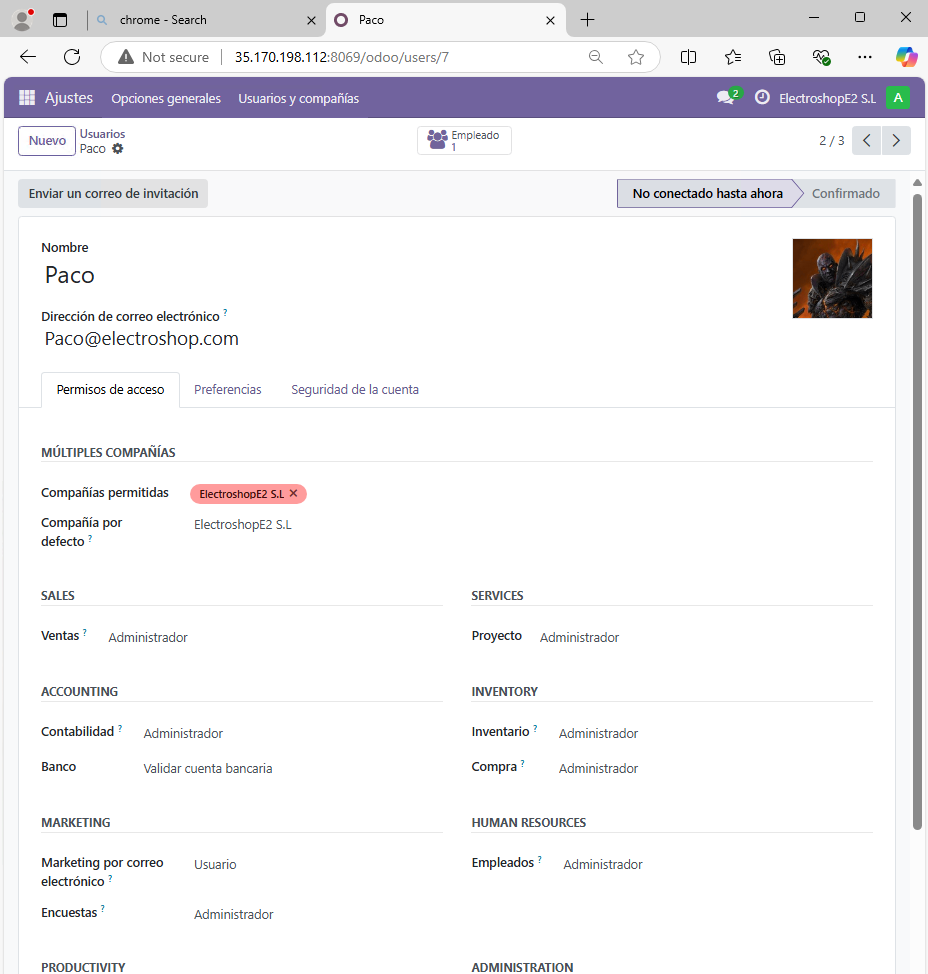 chrome - Search
Paco
Not secure
35.170.198.112:8069/odoo/users/7
Ajustes
Opciones generales
Usuarios y compañías
2
ElectroshopE2 S.L
A
Nuevo
Usuarios
Paco
Empleado
1
2 / 3
Enviar un correo de invitación
No conectado hasta ahora
Confirmado
Nombre
Paco
Dirección de correo electrónico ?
Paco@electroshop.com
Permisos de acceso
Preferencias
Seguridad de la cuenta
MÚLTIPLES COMPAÑÍAS
Compañías permitidas
ElectroshopE2 S.L
Compañía por
defecto ?
ElectroshopE2 S.L
SALES
Ventas ?
Administrador
SERVICES
Proyecto
Administrador
ACCOUNTING
Contabilidad ?
Administrador
Banco
Validar cuenta bancaria
INVENTORY
Inventario ?
Administrador
Compra ?
Administrador
MARKETING
Marketing por correo
electrónico ?
Usuario
Encuestas ?
Administrador
HUMAN RESOURCES
Empleados ?
Administrador
PRODUCTIVITY
ADMINISTRATION